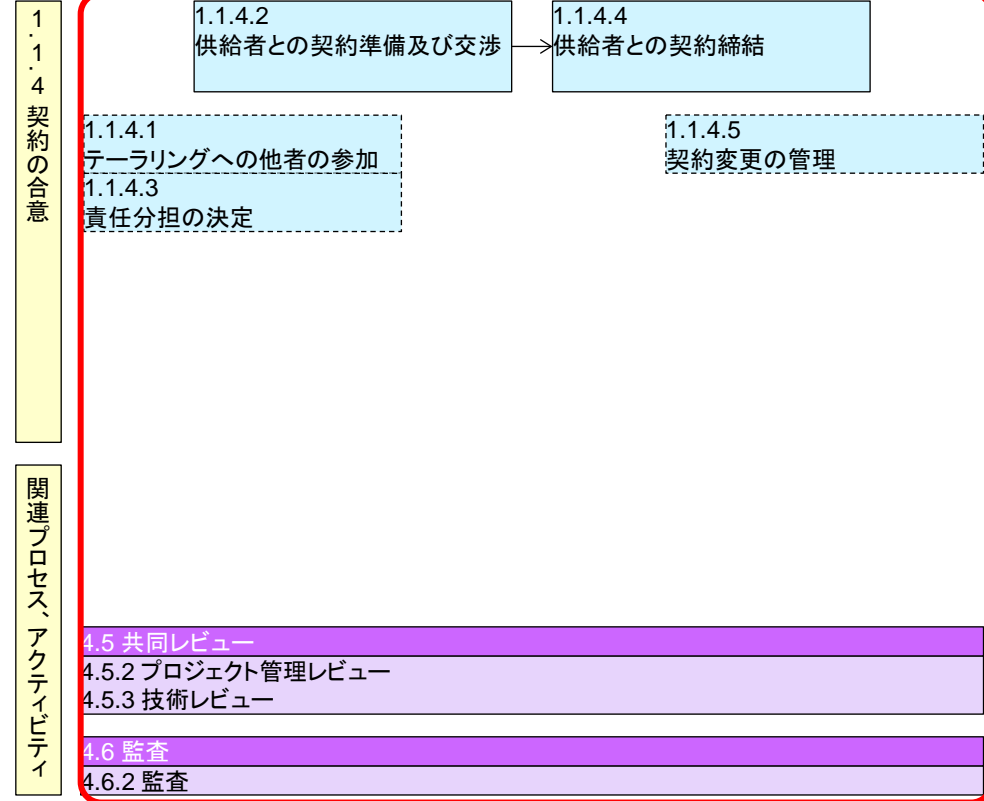 1.1.4 契約の合意
1.1.4.2
供給者との契約準備及び交渉
1.1.4.4
供給者との契約締結
1.1.4.1
テーラリングへの他者の参加
1.1.4.3
責任分担の決定
1.1.4.5
契約変更の管理
関連プロセス、アクティビティ
4.5 共同レビュー
4.5.2 プロジェクト管理レビュー
4.5.3 技術レビュー
4.6 監査
4.6.2 監査